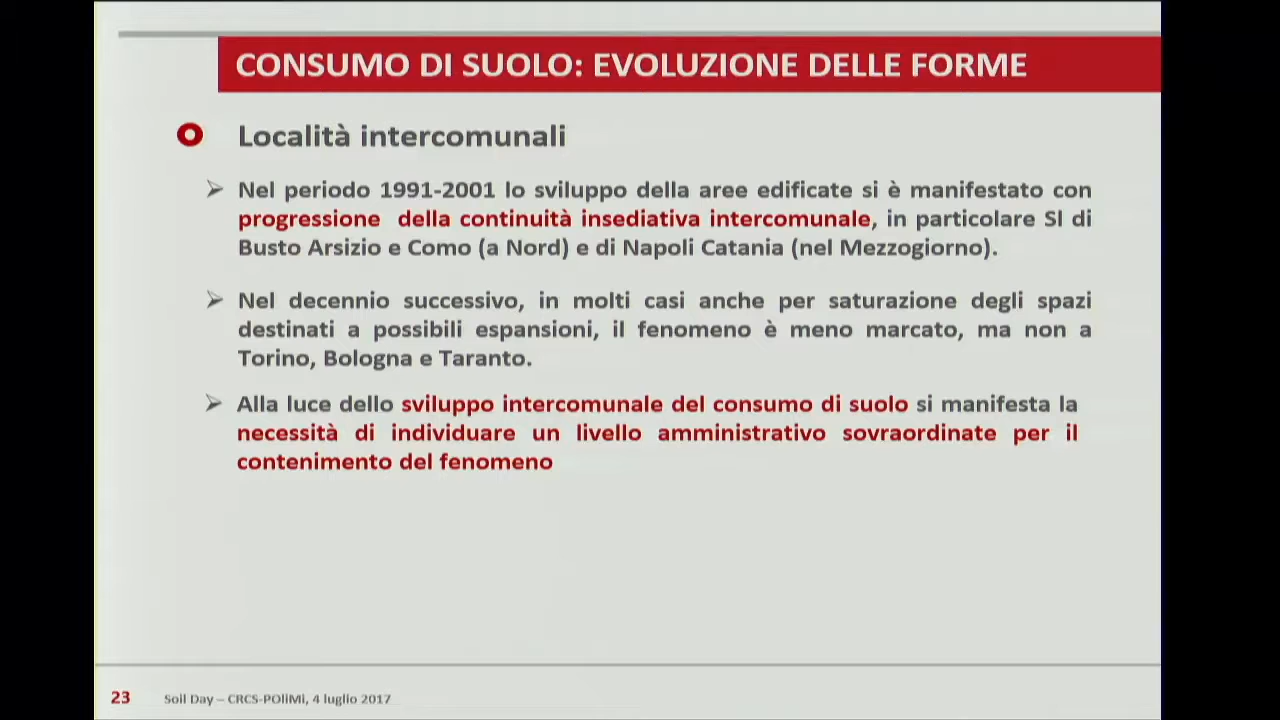 CONSUMO DI SUOLO: EVOLUZIONE DELLE FORME
Località intercomunali
Nel periodo 1991-2001 lo sviluppo della aree edificate si è manifestato con
progressione della continuità insediativa intercomunale, in particolare SI di
Busto Arsizio e Como (a Nord) e di Napoli Catania (nel Mezzogiorno).
Nel decennio successivo, in molti casi anche per saturazione degli spazi
destinati a possibili espansioni, il fenomeno è meno marcato, ma non a
Torino, Bologna e Taranto.
Alla luce dello sviluppo intercomunale del consumo di suolo si manifesta la
necessità di individuare un livello amministrativo sovraordinate per il
contenimento del fenomeno
23 Soil Day – CRCS-POliMi, 4 luglio 2017